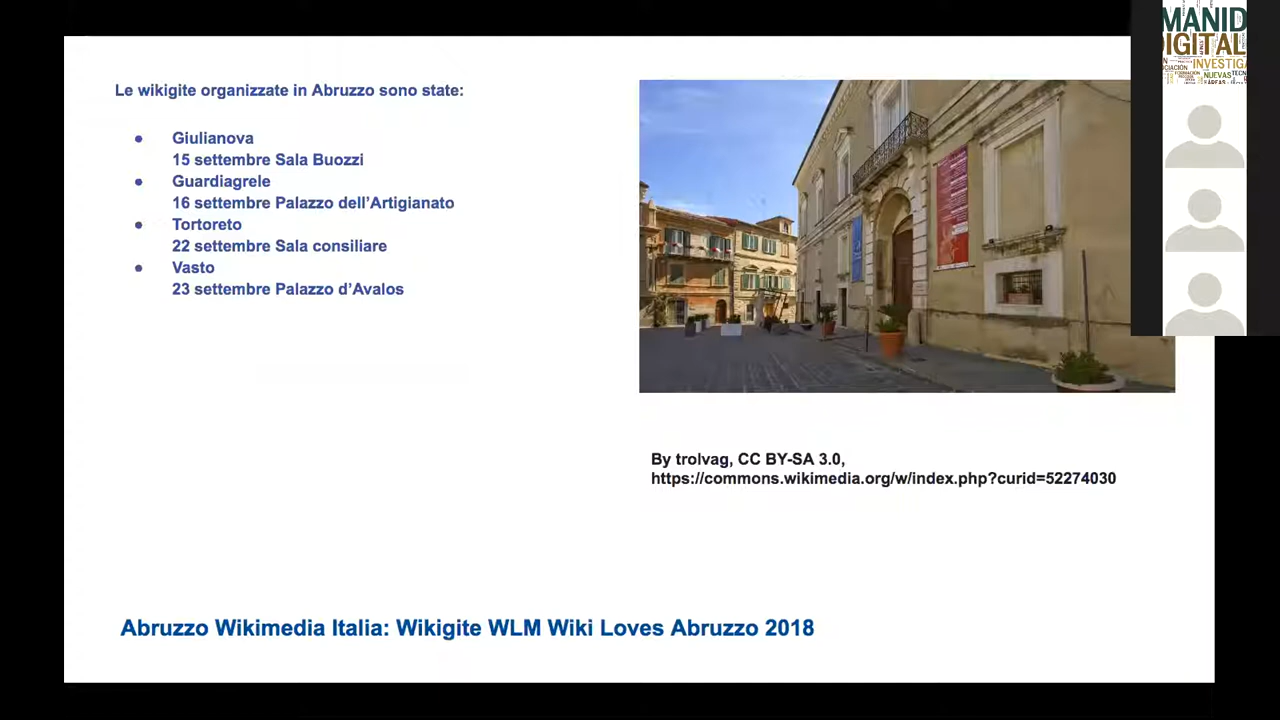 Le wikigite organizzate in Abruzzo sono state:
● Giulianova
15 settembre Sala Buozzi
● Guardiagrele
16 settembre Palazzo dell’Artigianato
● Tortoreto
22 settembre Sala consiliare
● Vasto
23 settembre Palazzo d’Avalos
By trolvag, CC BY-SA 3.0,
https://commons.wikimedia.org/w/index.php?curid=52274030
Abruzzo Wikimedia Italia: Wikigite WLM Wiki Loves Abruzzo 2018
MANID
DIGITAL
INVESTIGA
NUEVAS